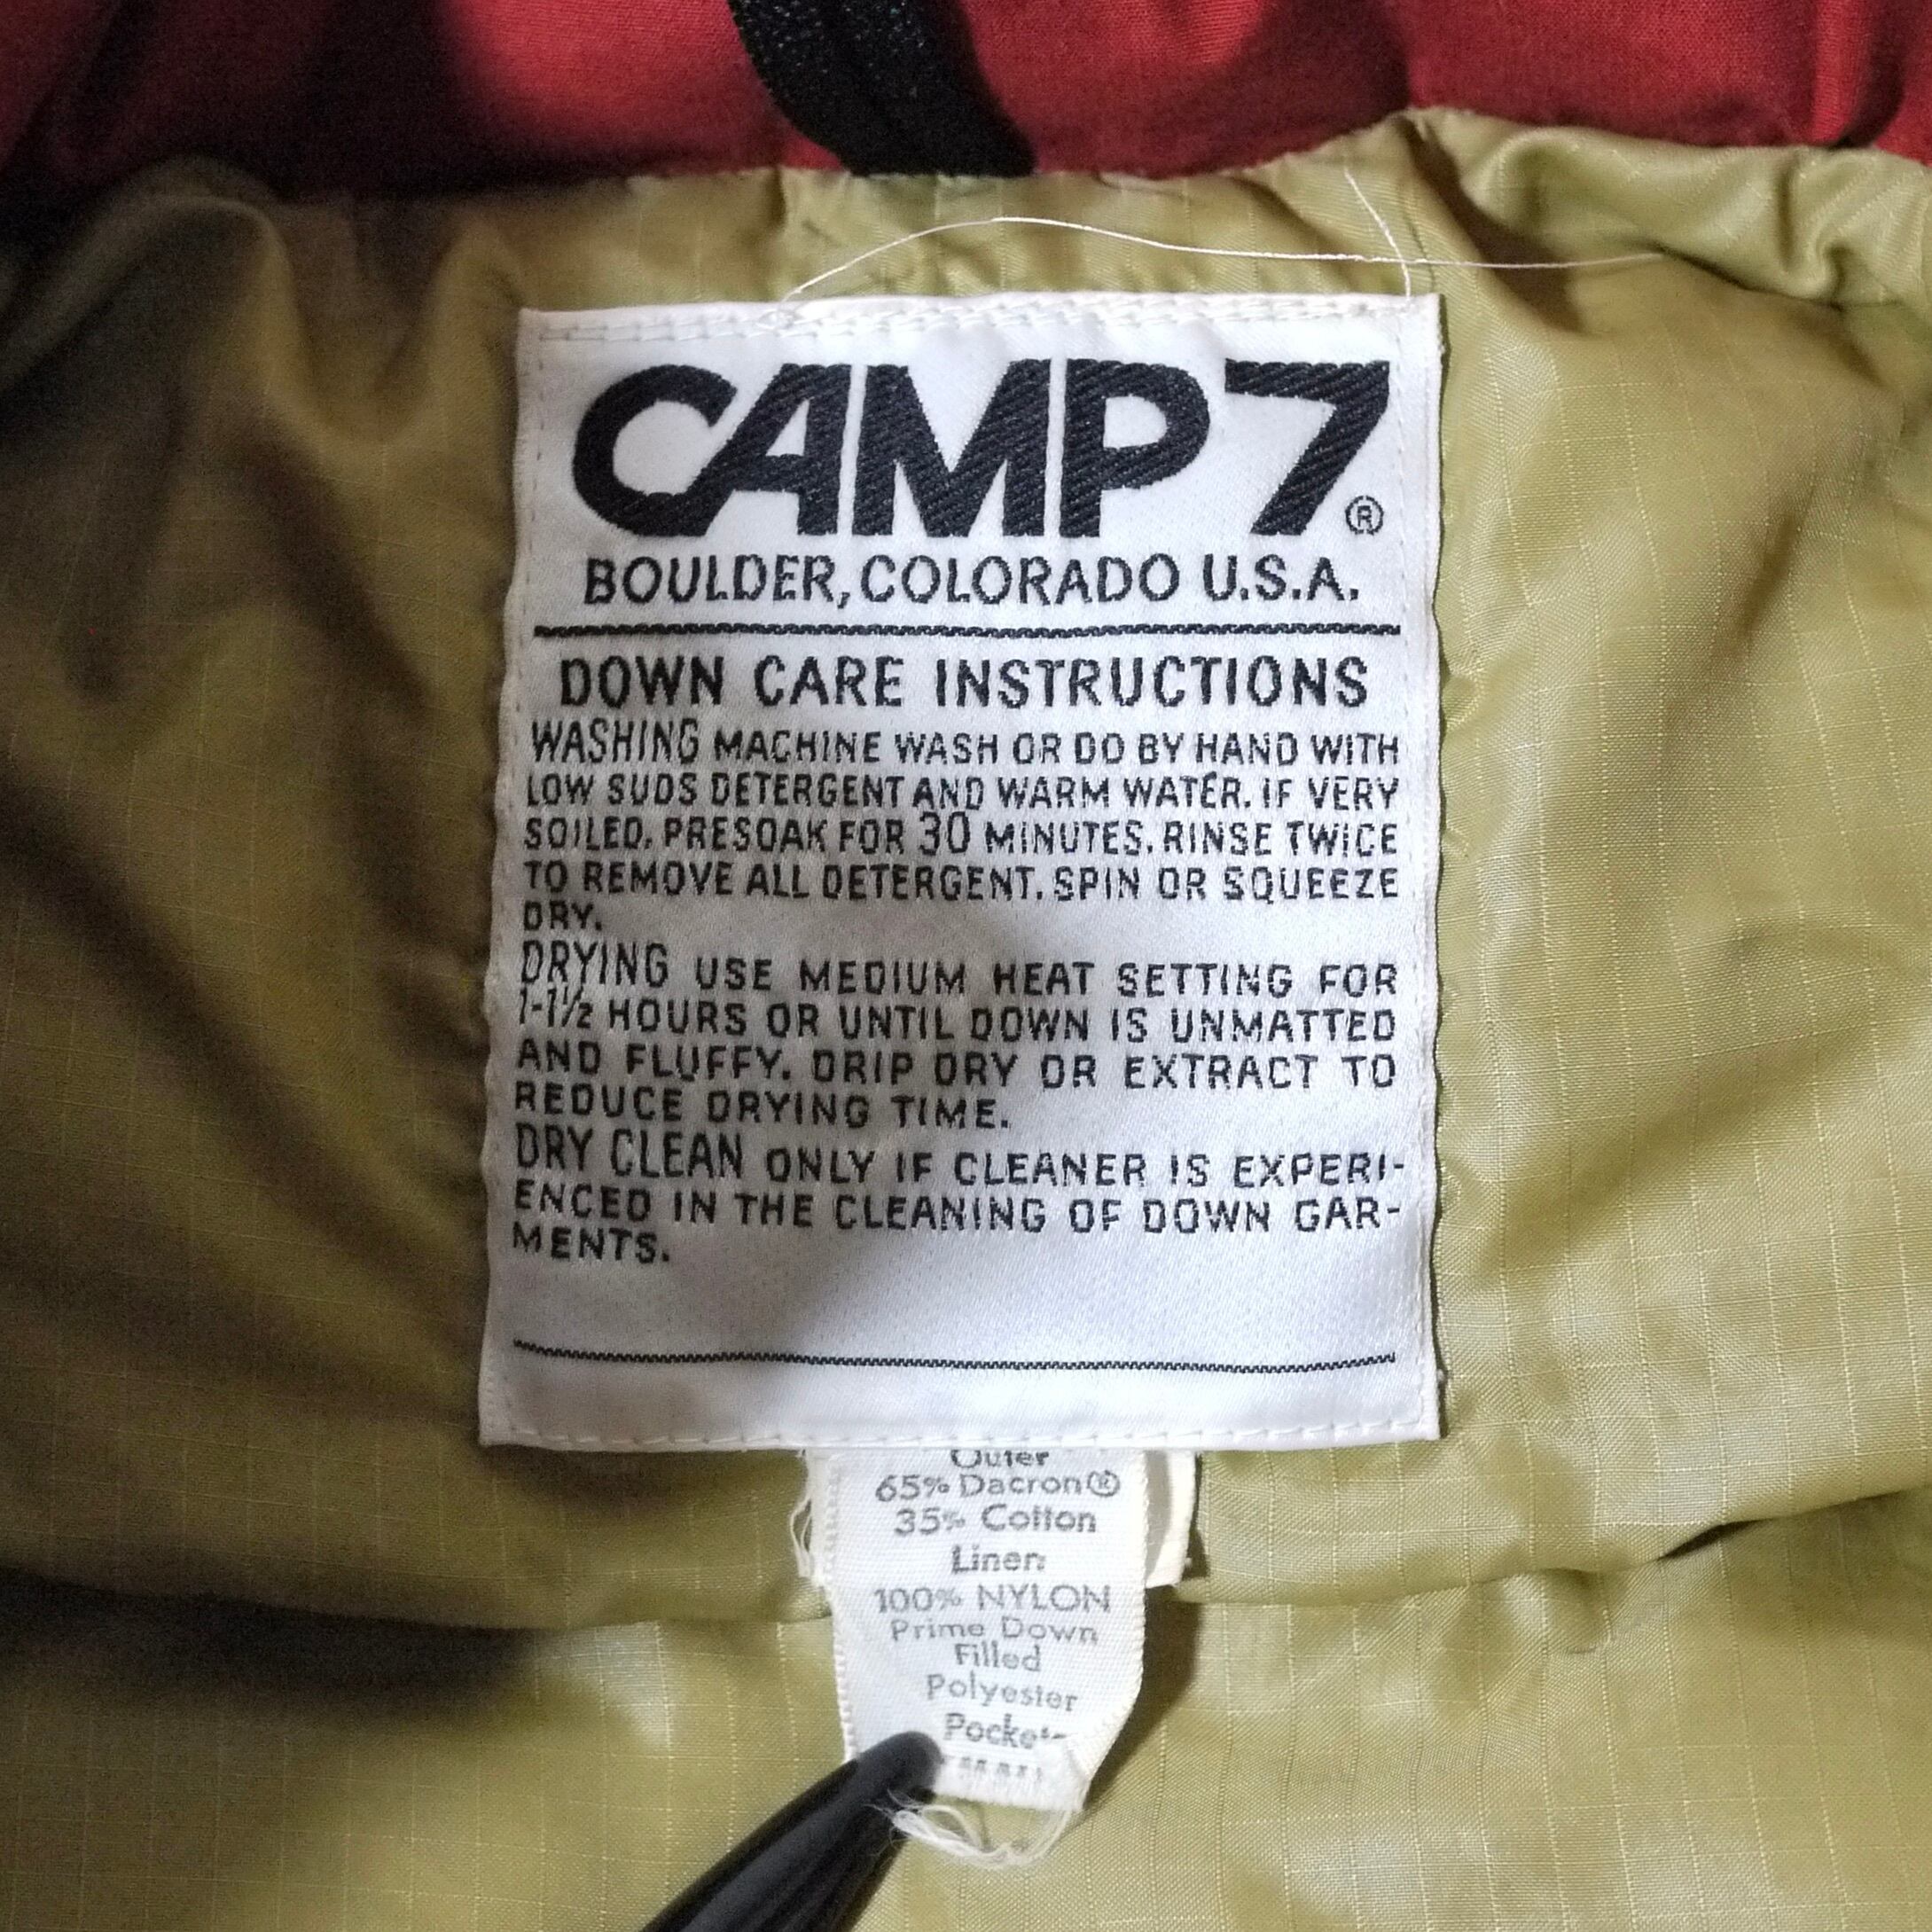 CAMP 7®
BOULDER, COLORADO U.S.A.
DOWN CARE INSTRUCTIONS
WASHING MACHINE WASH OR DO BY HAND WITH
LOW SUDS DETERGENT AND WARM WATER. IF VERY
SOILED, PRESOAK FOR 30 MINUTES. RINSE TWICE
TO REMOVE ALL DETERGENT. SPIN OR SQUEEZE
DRY.
DRYING USE MEDIUM HEAT SETTING FOR
1-1½ HOURS OR UNTIL DOWN IS UNMATTED
AND FLUFFY. DRIP DRY OR EXTRACT TO
REDUCE DRYING TIME.
DRY CLEAN ONLY IF CLEANER IS EXPERI-
ENCED IN THE CLEANING OF DOWN GAR-
MENTS.
Outer
65% Dacron®
35% Cotton
Linen
100% NYLON
Prime Down
Filled
Polyester